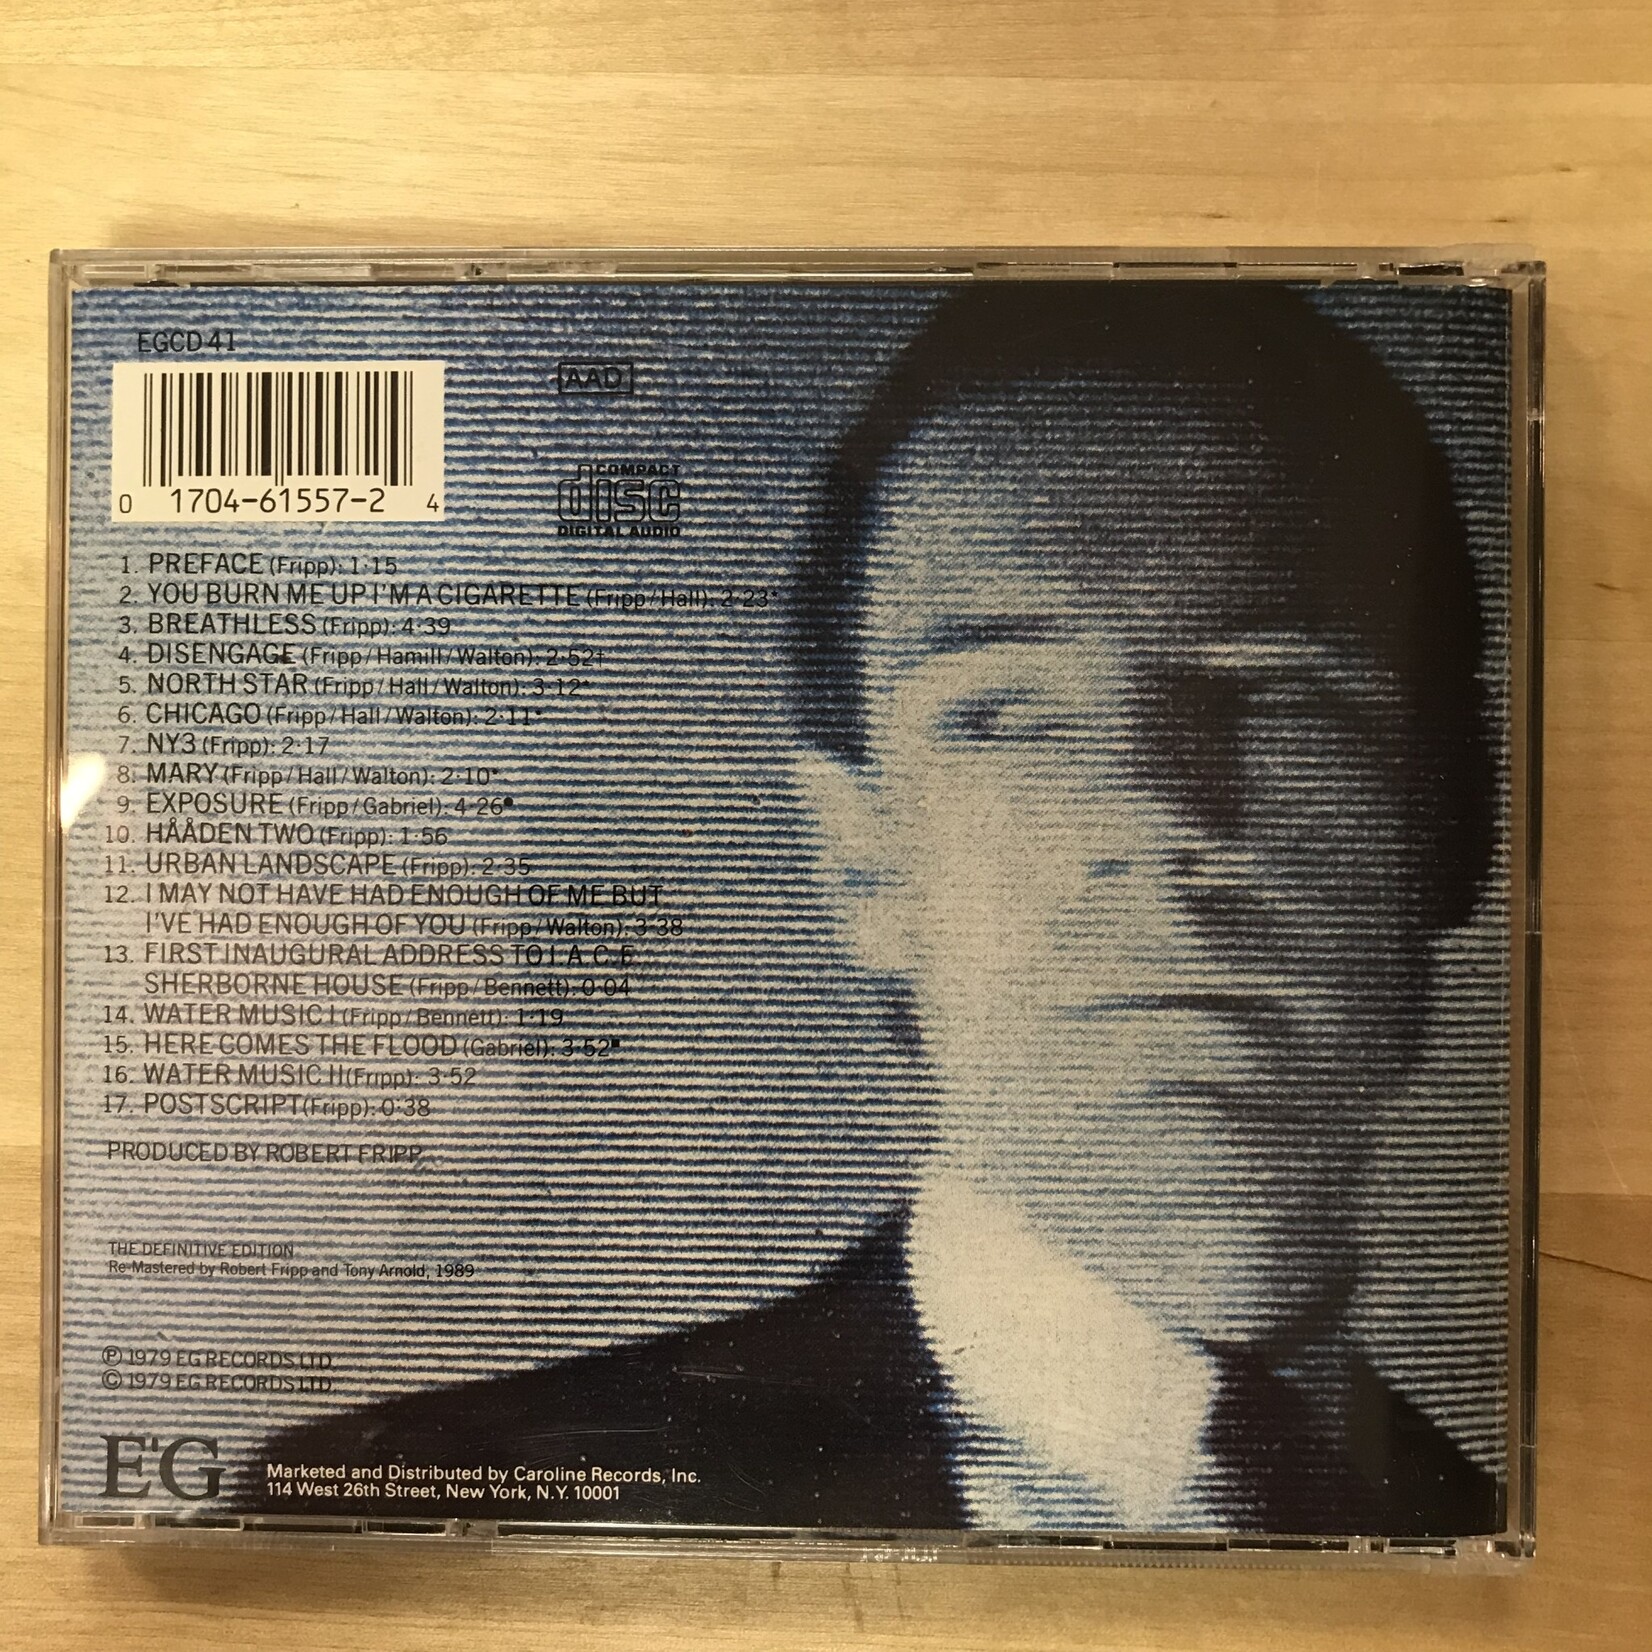 EGCD 41
AAD
0 1704-61557-2 4
COMPACT
disc
DIGITAL AUDIO
1. PREFACE (Fripp): 1·15
2. YOU BURN ME UP I'M A CIGARETTE (Fripp/Hall): 2·23*
3. BREATHLESS (Fripp): 4·39
4. DISENGAGE (Fripp/Hamill/Walton): 2·52†
5. NORTH STAR (Fripp/Hall/Walton): 3·12*
6. CHICAGO (Fripp/Hall/Walton): 2·11*
7. NY3 (Fripp): 2·17
8. MARY (Fripp/Hall/Walton): 2·10*
9. EXPOSURE (Fripp/Gabriel): 4·26●
10. HÅÅDEN TWO (Fripp): 1·56
11. URBAN LANDSCAPE (Fripp): 2·35
12. I MAY NOT HAVE HAD ENOUGH OF ME BUT
I'VE HAD ENOUGH OF YOU (Fripp/Walton): 3·38
13. FIRST INAUGURAL ADDRESS TO I.A.C.E.
SHERBORNE HOUSE (Fripp/Bennett): 0·04
14. WATER MUSIC I (Fripp/Bennett): 1·19
15. HERE COMES THE FLOOD (Gabriel): 3·52■
16. WATER MUSIC II (Fripp): 3·52
17. POSTSCRIPT (Fripp): 0·38
PRODUCED BY ROBERT FRIPP
THE DEFINITIVE EDITION
Re-Mastered by Robert Fripp and Tony Arnold, 1989
℗ 1979 EG RECORDS LTD.
© 1979 EG RECORDS LTD.
E'G
Marketed and Distributed by Caroline Records, Inc.
114 West 26th Street, New York, N.Y. 10001